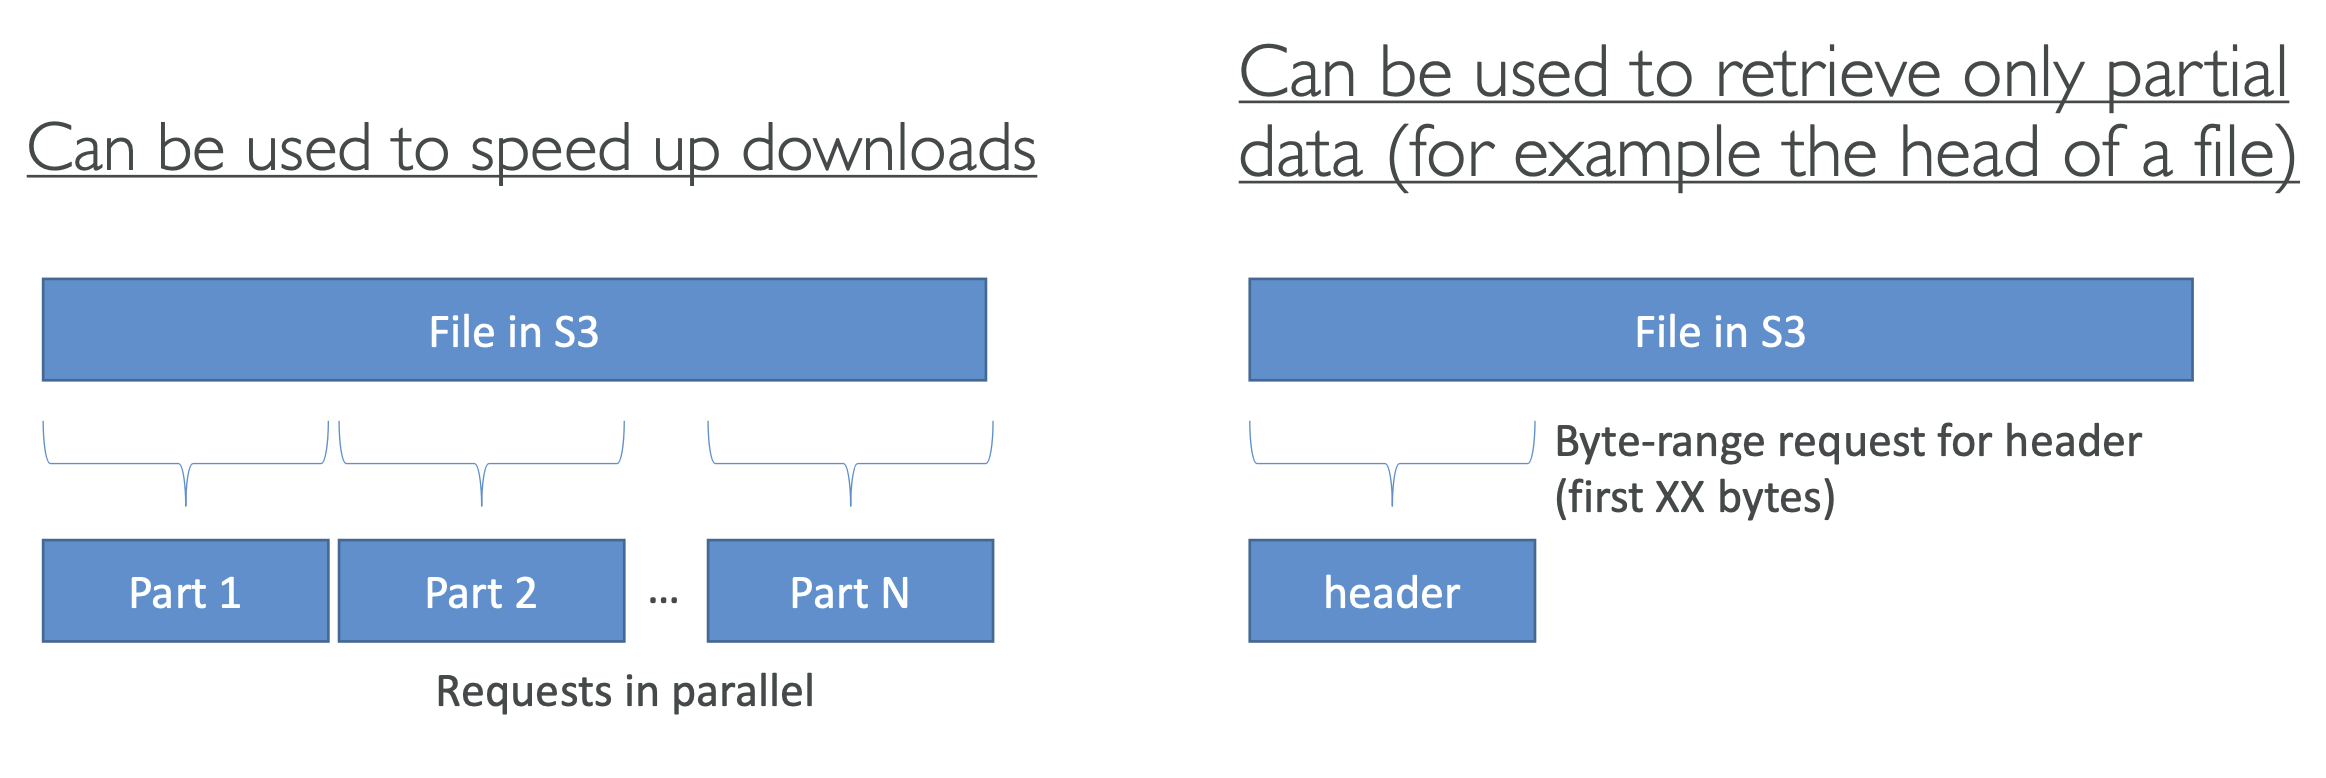 Can be used to speed up downloads
File in S3
Part 1
Part 2
...
Part N
Requests in parallel
Can be used to retrieve only partial
data (for example the head of a file)
File in S3
Byte-range request for header
(first XX bytes)
header